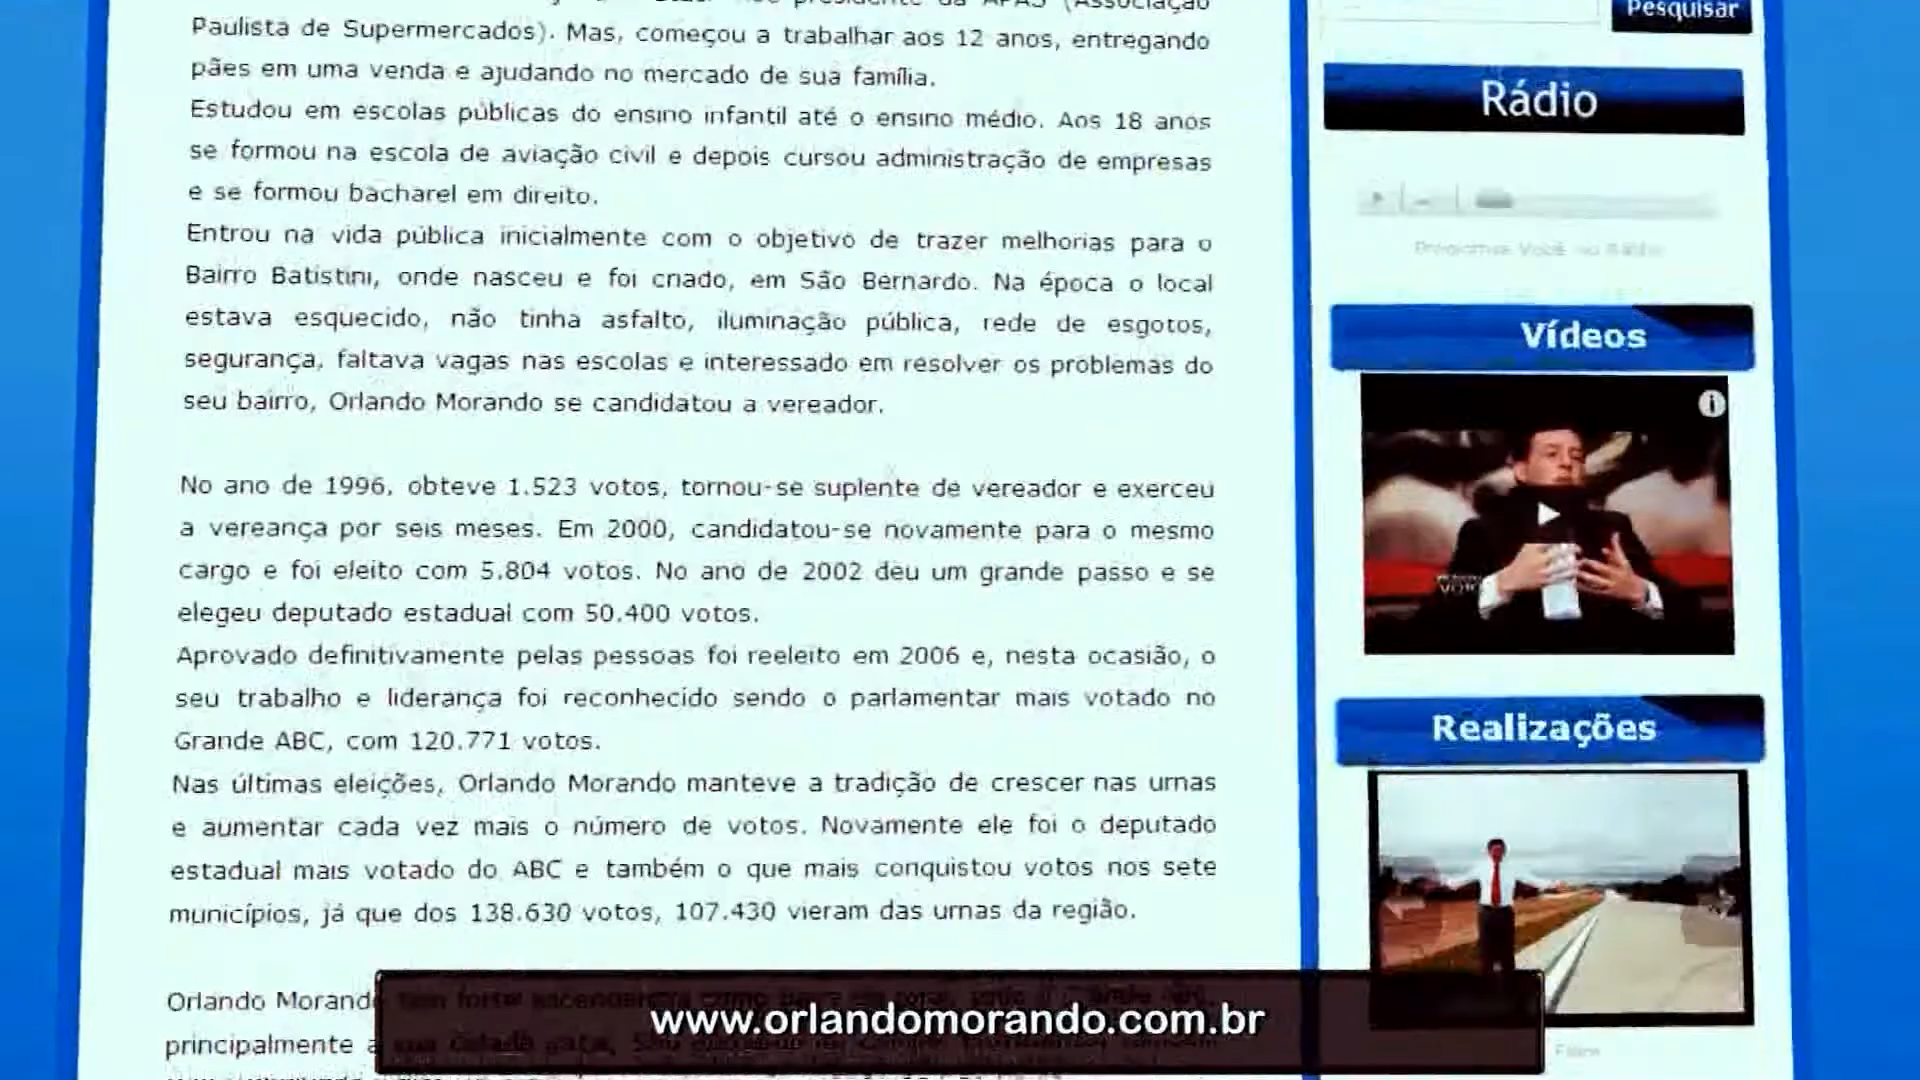 presidente da APAS (Associação
Paulista de Supermercados). Mas, começou a trabalhar aos 12 anos, entregando
pães em uma venda e ajudando no mercado de sua família.
Estudou em escolas públicas do ensino infantil até o ensino médio. Aos 18 anos
se formou na escola de aviação civil e depois cursou administração de empresas
e se formou bacharel em direito.
Entrou na vida pública inicialmente com o objetivo de trazer melhorias para o
Bairro Batistini, onde nasceu e foi criado, em São Bernardo. Na época o local
estava esquecido, não tinha asfalto, iluminação pública, rede de esgotos,
segurança, faltava vagas nas escolas e interessado em resolver os problemas do
seu bairro, Orlando Morando se candidatou a vereador.
No ano de 1996, obteve 1.523 votos, tornou-se suplente de vereador e exerceu
a vereança por seis meses. Em 2000, candidatou-se novamente para o mesmo
cargo e foi eleito com 5.804 votos. No ano de 2002 deu um grande passo e se
elegeu deputado estadual com 50.400 votos.
Aprovado definitivamente pelas pessoas foi reeleito em 2006 e, nesta ocasião, o
seu trabalho e liderança foi reconhecido sendo o parlamentar mais votado no
Grande ABC, com 120.771 votos.
Nas últimas eleições, Orlando Morando manteve a tradição de crescer nas urnas
e aumentar cada vez mais o número de votos. Novamente ele foi o deputado
estadual mais votado do ABC e também o que mais conquistou votos nos sete
municípios, já que dos 138.630 votos, 107.430 vieram das urnas da região.
Orlando Morando tem forte
principalmente a sua cidade
www.orlandomorando.com.br
Pesquisar
Rádio
Programas Você no Rádio
Vídeos
Realizações